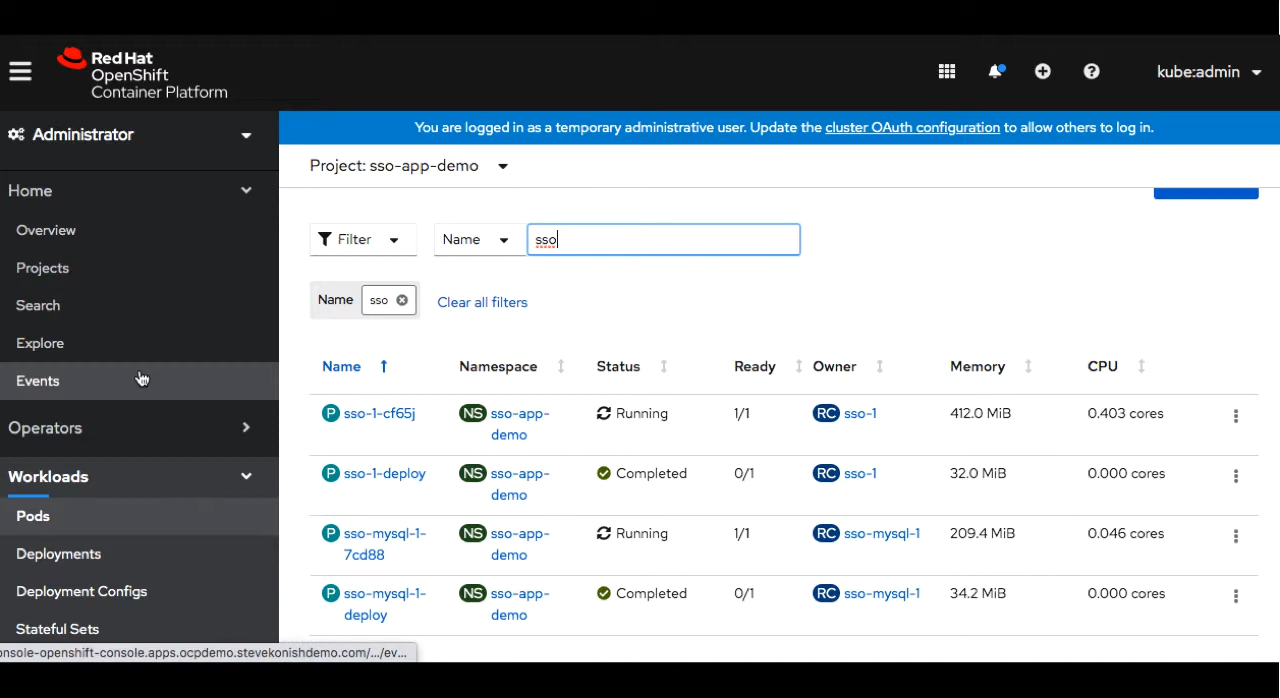 Red Hat
OpenShift
Container Platform
kube:admin
Administrator
You are logged in as a temporary administrative user. Update the cluster OAuth configuration to allow others to log in.
Project: sso-app-demo
Home
Overview
Projects
Search
Explore
Events
Operators
Workloads
Pods
Deployments
Deployment Configs
Stateful Sets
Filter
Name
sso
Name sso
Clear all filters
Name Namespace Status Ready Owner Memory CPU
P sso-1-cf65j NS sso-app-demo Running 1/1 RC sso-1 412.0 MiB 0.403 cores
P sso-1-deploy NS sso-app-demo Completed 0/1 RC sso-1 32.0 MiB 0.000 cores
P sso-mysql-1-7cd88 NS sso-app-demo Running 1/1 RC sso-mysql-1 209.4 MiB 0.046 cores
P sso-mysql-1-deploy NS sso-app-demo Completed 0/1 RC sso-mysql-1 34.2 MiB 0.000 cores
onsole-openshift-console.apps.ocpdemo.stevekonishdemo.com/.../ev...